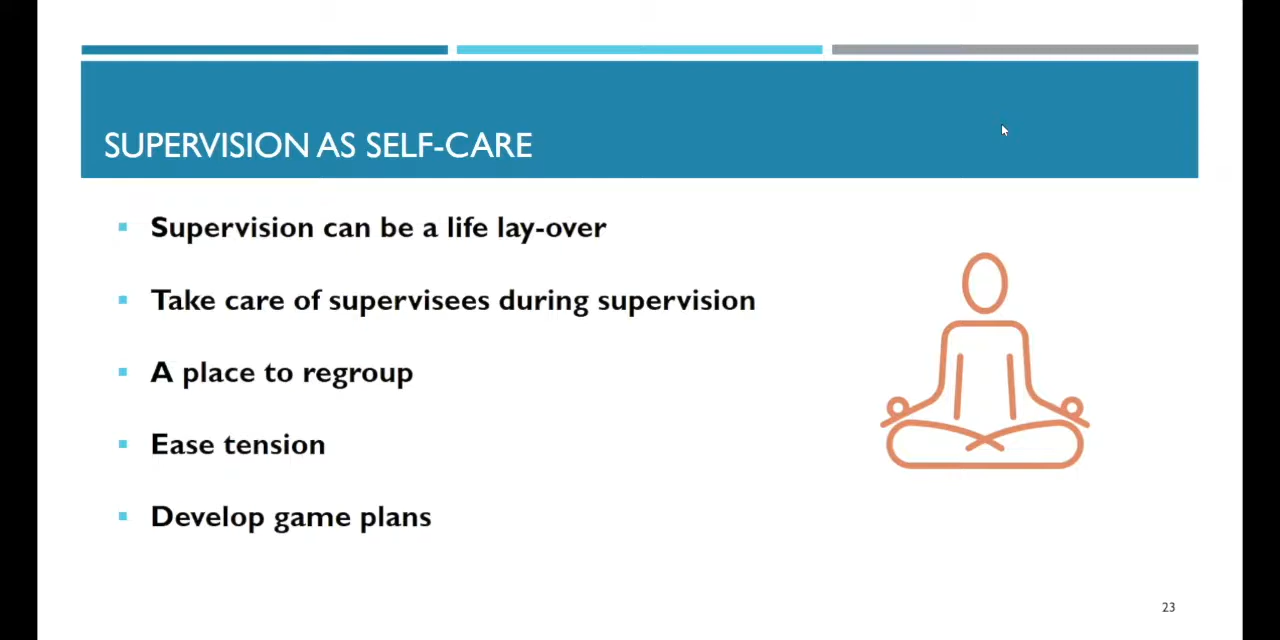 SUPERVISION AS SELF-CARE
Supervision can be a life lay-over
Take care of supervisees during supervision
A place to regroup
Ease tension
Develop game plans
23